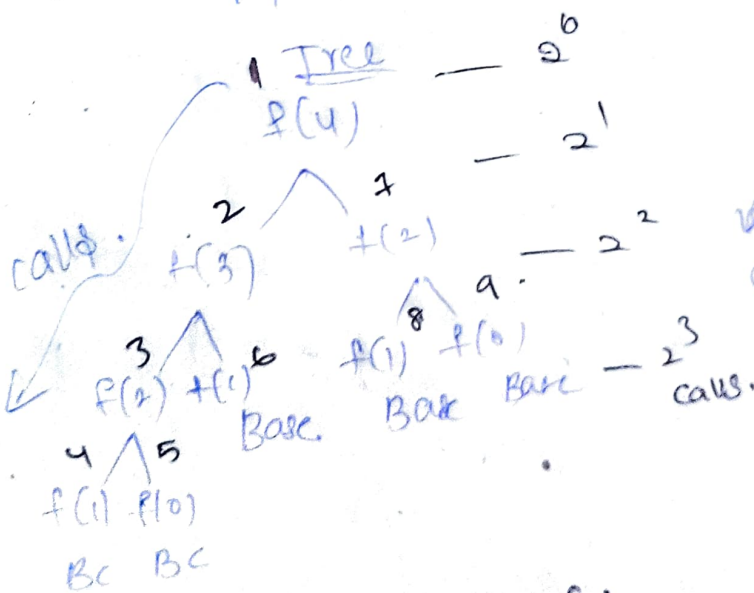 1 Tree — 2^0
f(4)
— 2^1
2 7
calls.
f(3) f(2) — 2^2
3 6 8 9
f(2) f(1) f(1) f(0) — 2^3
Base. Base Base calls.
4 5
f(1) f(0)
BC BC